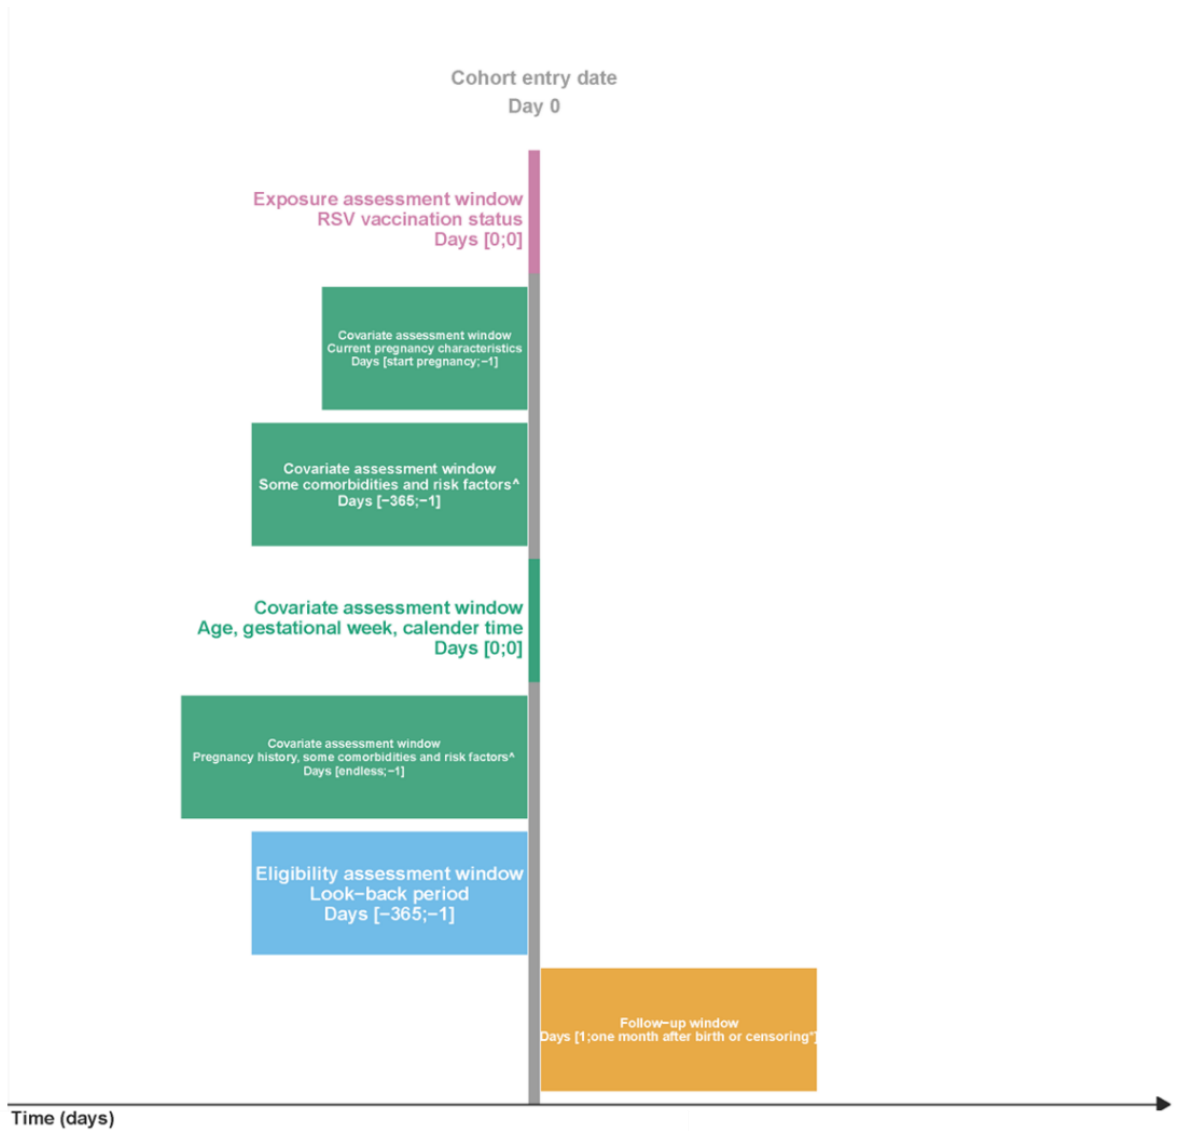 Cohort entry date
Day 0
Exposure assessment window
RSV vaccination status
Days [0;0]
Covariate assessment window
Current pregnancy characteristics
Days [start pregnancy;−1]
Covariate assessment window
Some comorbidities and risk factors^
Days [−365;−1]
Covariate assessment window
Age, gestational week, calender time
Days [0;0]
Covariate assessment window
Pregnancy history, some comorbidities and risk factors^
Days [endless;−1]
Eligibility assessment window
Look−back period
Days [−365;−1]
Follow−up window
Days [1;one month after birth or censoring*]
Time (days)